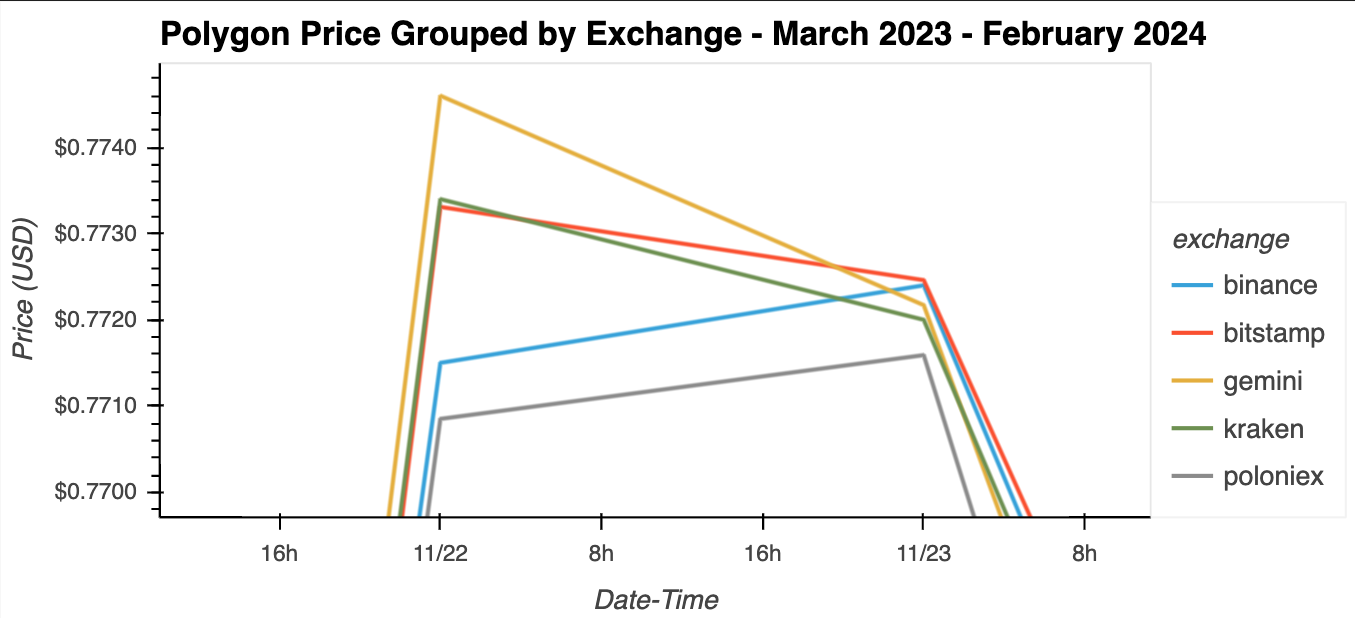 Polygon Price Grouped by Exchange - March 2023 - February 2024
$0.7740
$0.7730
$0.7720
$0.7710
$0.7700
Price (USD)
16h 11/22 8h 16h 11/23 8h
Date-Time
exchange
binance
bitstamp
gemini
kraken
poloniex